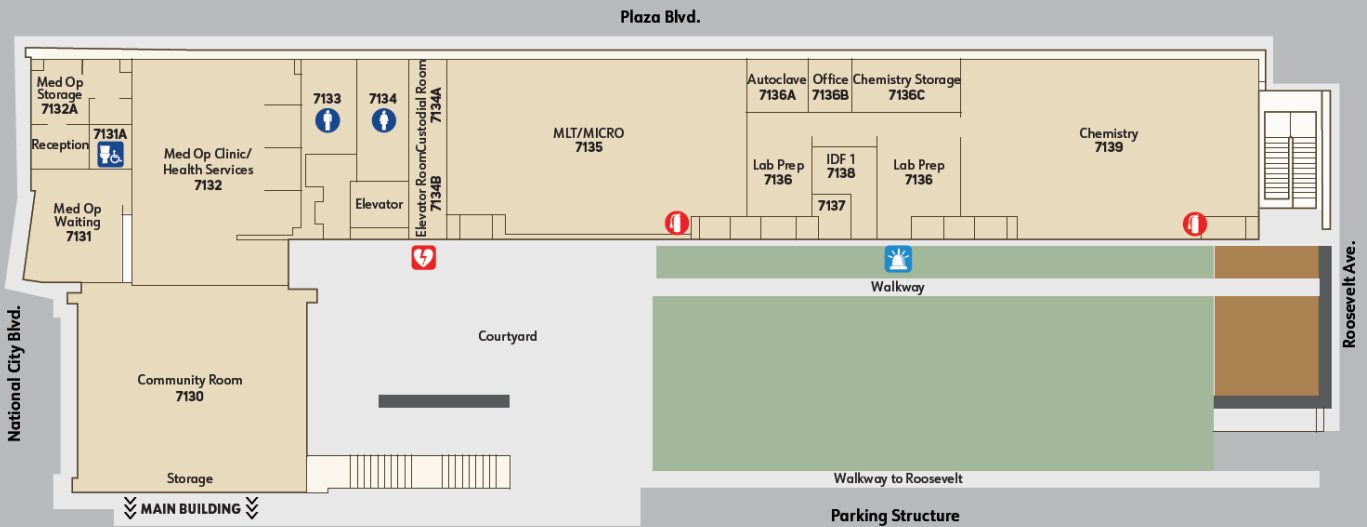 Plaza Blvd.
Med Op
Storage
7132A
Reception
7131A
Med Op
Waiting
7131
Med Op Clinic/
Health Services
7132
7133
7134
Elevator
Custodial Room
7134A
Elevator Room
7134B
MLT/MICRO
7135
Autoclave
7136A
Office
7136B
Chemistry Storage
7136C
Lab Prep
7136
IDF 1
7138
7137
Lab Prep
7136
Chemistry
7139
Walkway
Courtyard
Community Room
7130
Storage
MAIN BUILDING
Walkway to Roosevelt
Parking Structure
National City Blvd.
Roosevelt Ave.